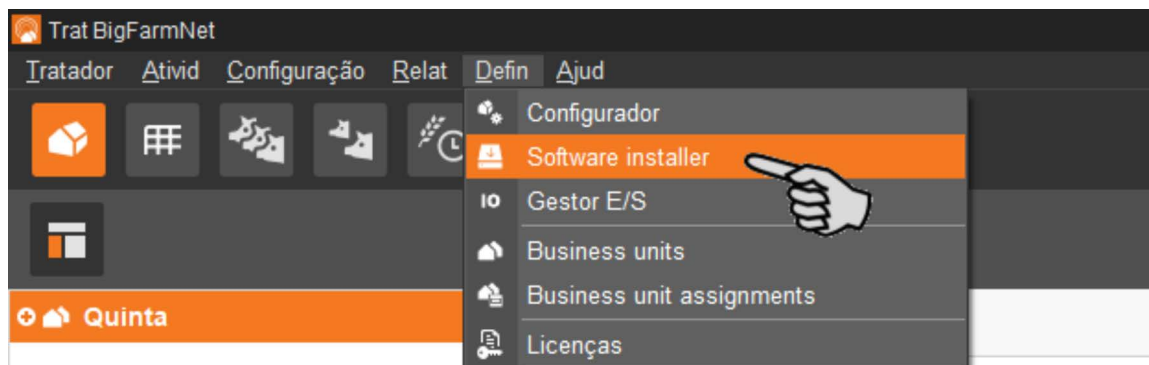 Trat BigFarmNet
Tratador Ativid Configuração Relat Defin Ajud
Configurador
Software installer
IO Gestor E/S
Business units
Business unit assignments
Quinta
Licenças